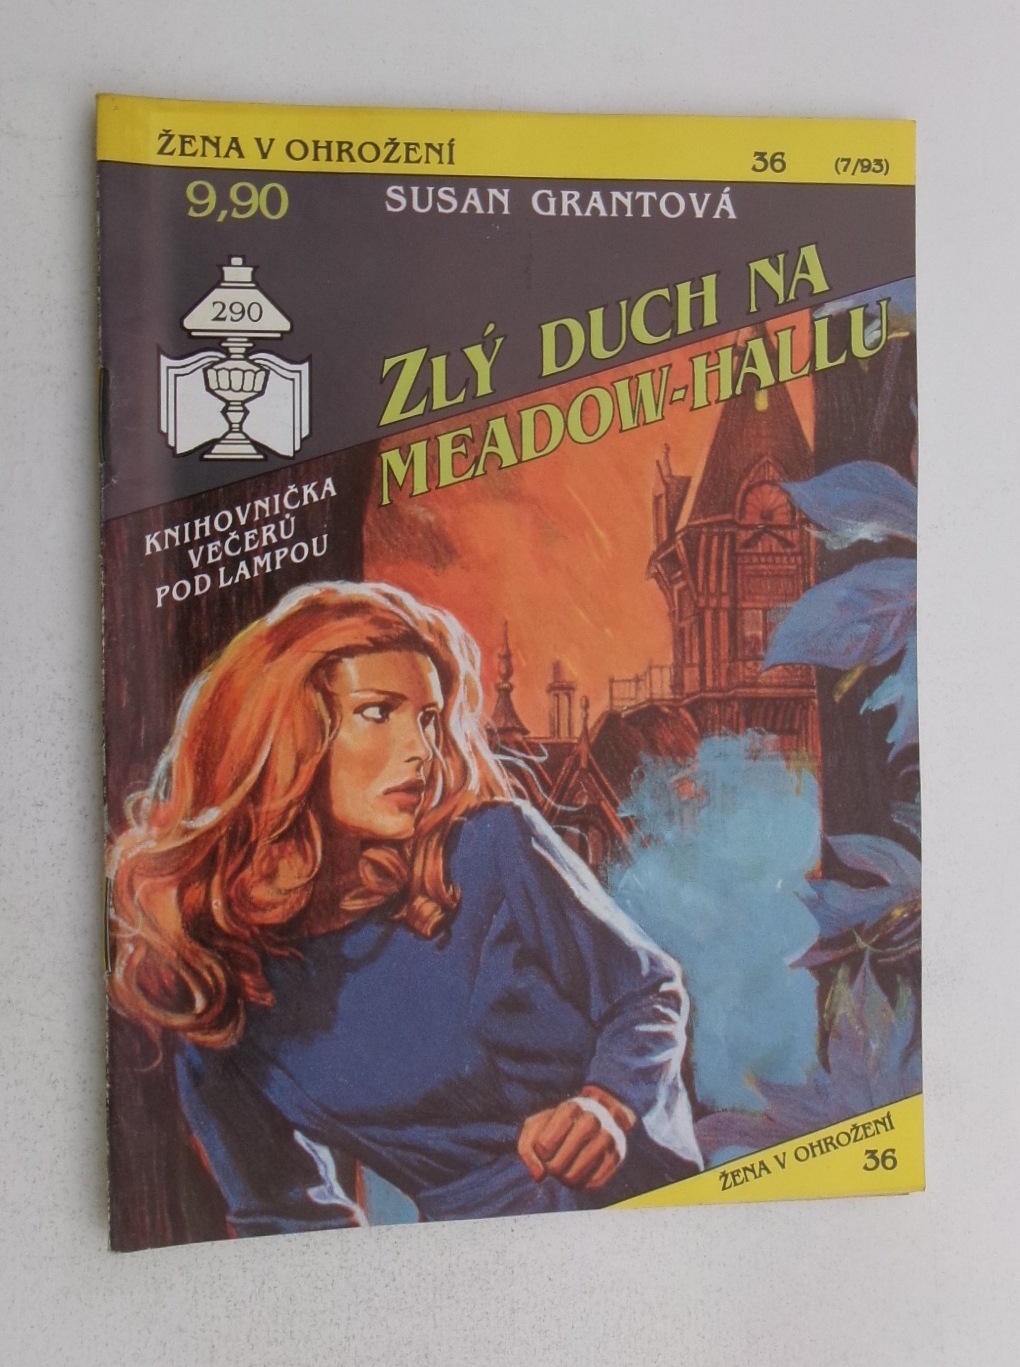 ŽENA V OHROŽENÍ 36 (7/93)
9,90 SUSAN GRANTOVÁ
290
ZLÝ DUCH NA
MEADOW-HALLU
KNIHOVNIČKA
VEČERŮ
POD LAMPOU
ŽENA V OHROŽENÍ
36